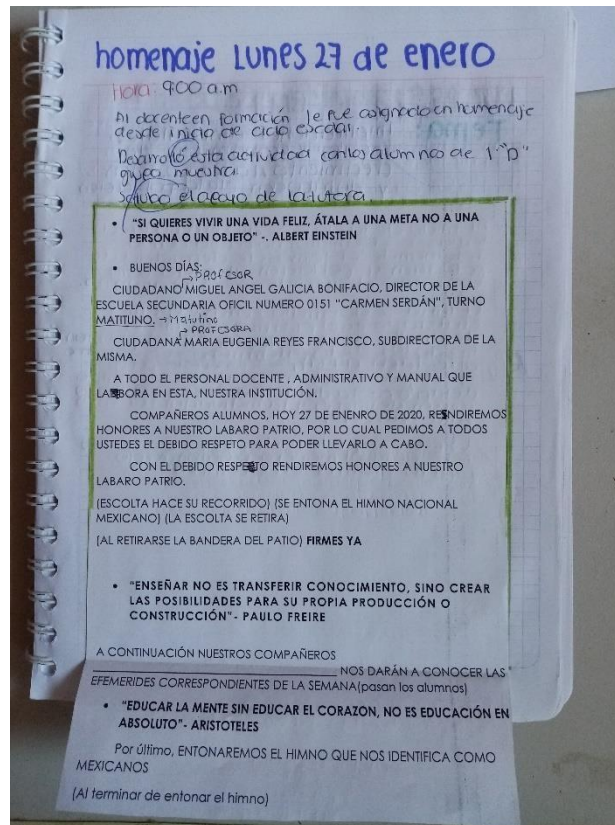 homenaje Lunes 27 de enero
Hora: 9:00 a.m
Al docente en formación le fue asignado un homenaje
desde inicio de ciclo escolar.
Desarrolló esta actividad con los alumnos de 1° "D"
grupo muestra.
el apoyo de la tutora.
• "SI QUIERES VIVIR UNA VIDA FELIZ, ÁTALA A UNA META NO A UNA
PERSONA O UN OBJETO" -. ALBERT EINSTEIN
• BUENOS DÍAS:
→ PROFESOR
CIUDADANO MIGUEL ANGEL GALICIA BONIFACIO, DIRECTOR DE LA
ESCUELA SECUNDARIA OFICIL NUMERO 0151 "CARMEN SERDÁN", TURNO
MATITUNO. → Matutino
→ PROFESORA
CIUDADANA MARIA EUGENIA REYES FRANCISCO, SUBDIRECTORA DE LA
MISMA.
A TODO EL PERSONAL DOCENTE , ADMINISTRATIVO Y MANUAL QUE
LABORA EN ESTA, NUESTRA INSTITUCIÓN.
COMPAÑEROS ALUMNOS, HOY 27 DE ENENRO DE 2020, RENDIREMOS
HONORES A NUESTRO LABARO PATRIO, POR LO CUAL PEDIMOS A TODOS
USTEDES EL DEBIDO RESPETO PARA PODER LLEVARLO A CABO.
CON EL DEBIDO RESPETO RENDIREMOS HONORES A NUESTRO
LABARO PATRIO.
(ESCOLTA HACE SU RECORRIDO) (SE ENTONA EL HIMNO NACIONAL
MEXICANO) (LA ESCOLTA SE RETIRA)
(AL RETIRARSE LA BANDERA DEL PATIO) FIRMES YA
• "ENSEÑAR NO ES TRANSFERIR CONOCIMIENTO, SINO CREAR
LAS POSIBILIDADES PARA SU PROPIA PRODUCCIÓN O
CONSTRUCCIÓN"- PAULO FREIRE
A CONTINUACIÓN NUESTROS COMPAÑEROS
NOS DARÁN A CONOCER LAS
EFEMERIDES CORRESPONDIENTES DE LA SEMANA(pasan los alumnos)
• "EDUCAR LA MENTE SIN EDUCAR EL CORAZON, NO ES EDUCACIÓN EN
ABSOLUTO"- ARISTOTELES
Por último, ENTONAREMOS EL HIMNO QUE NOS IDENTIFICA COMO
MEXICANOS
(Al terminar de entonar el himno)